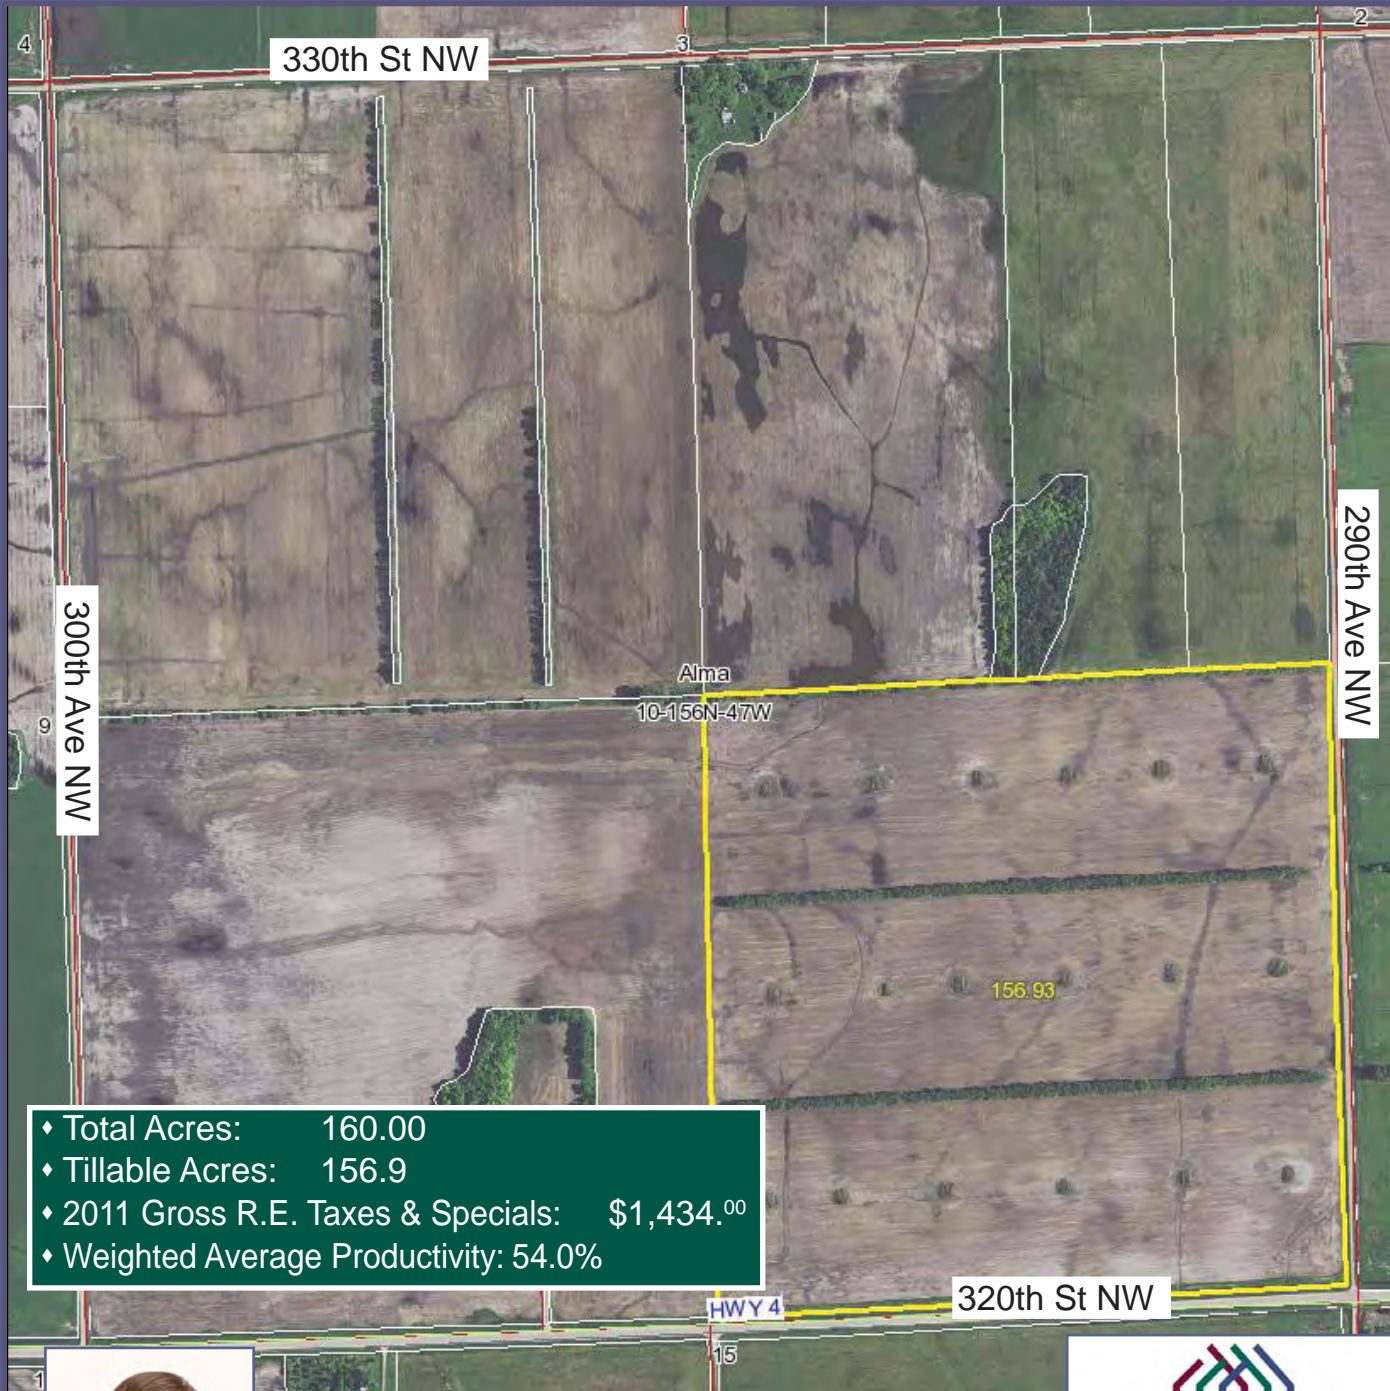 4
2
3
330th St NW
290th Ave NW
300th Ave NW
Alma
10-156N-47W
9
156.93
♦ Total Acres: 160.00
♦ Tillable Acres: 156.9
♦ 2011 Gross R.E. Taxes & Specials: $1,434.⁰⁰
♦ Weighted Average Productivity: 54.0%
320th St NW
HWY 4
15